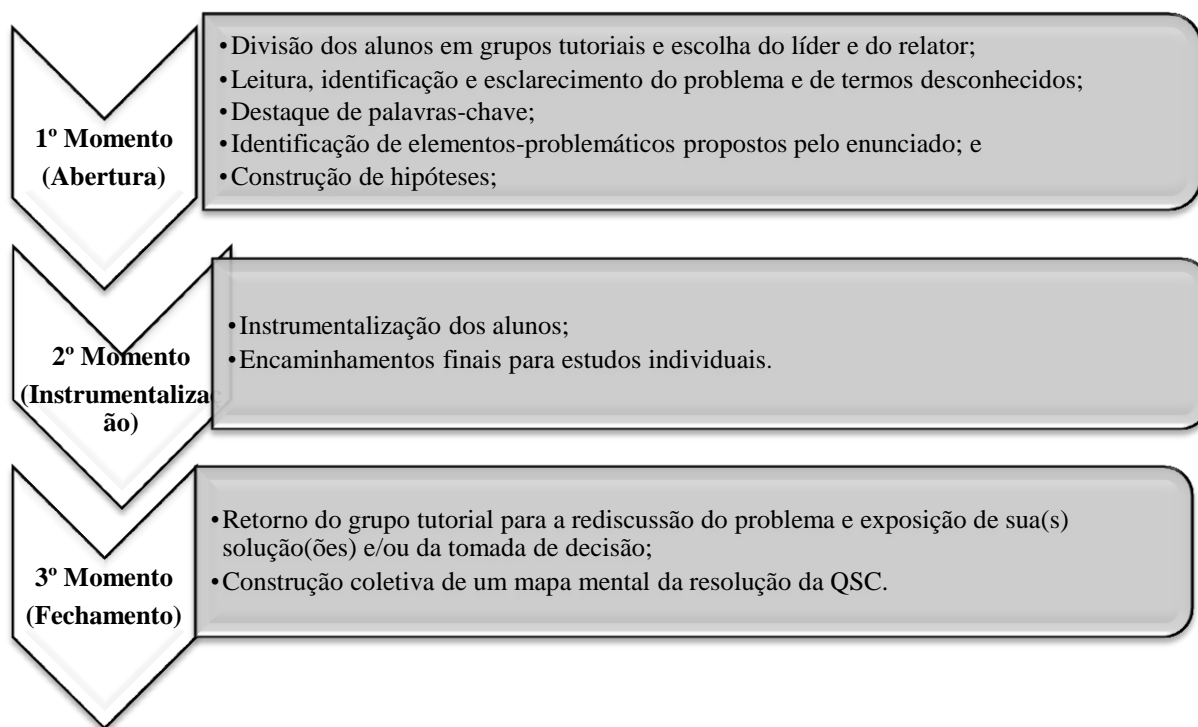 1º Momento
(Abertura)
•Divisão dos alunos em grupos tutoriais e escolha do líder e do relator;
•Leitura, identificação e esclarecimento do problema e de termos desconhecidos;
•Destaque de palavras-chave;
•Identificação de elementos-problemáticos propostos pelo enunciado; e
•Construção de hipóteses;
2º Momento
(Instrumentalizaç
ão)
•Instrumentalização dos alunos;
•Encaminhamentos finais para estudos individuais.
3º Momento
(Fechamento)
•Retorno do grupo tutorial para a rediscussão do problema e exposição de sua(s)
solução(ões) e/ou da tomada de decisão;
•Construção coletiva de um mapa mental da resolução da QSC.